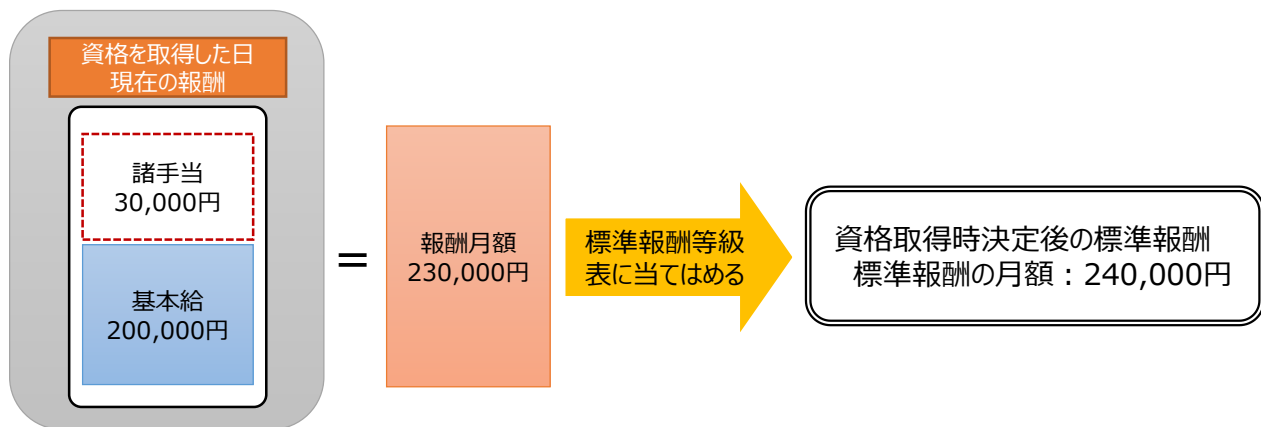 資格を取得した日
現在の報酬
諸手当
30,000円
基本給
200,000円
=
報酬月額
230,000円
標準報酬等級
表に当てはめる
資格取得時決定後の標準報酬
標準報酬の月額：240,000円